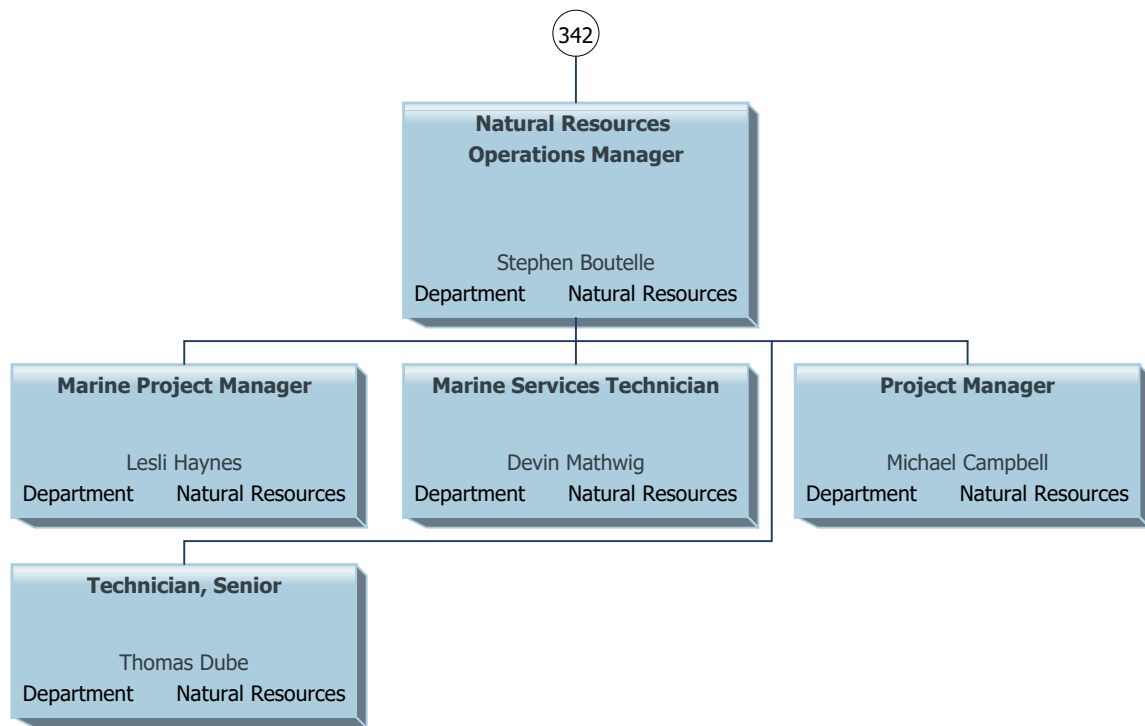 342
Natural Resources
Operations Manager
Stephen Boutelle
Department Natural Resources
Marine Project Manager
Lesli Haynes
Department Natural Resources
Marine Services Technician
Devin Mathwig
Department Natural Resources
Project Manager
Michael Campbell
Department Natural Resources
Technician, Senior
Thomas Dube
Department Natural Resources